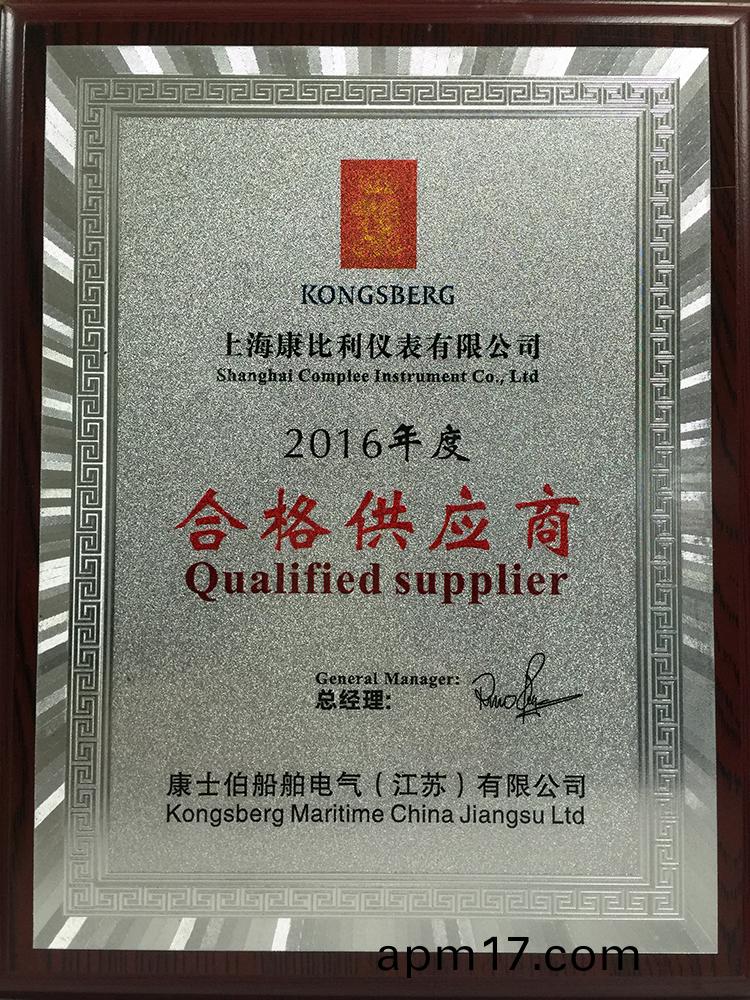 KONGSBERG
上海康比利仪表有限公司
Shanghai Complee Instrument Co., Ltd
2016年度
合格供应商
Qualified supplier
General Manager:
总经理:
康士伯船舶电气（江苏）有限公司
Kongsberg Maritime China Jiangsu Ltd
apm17.com